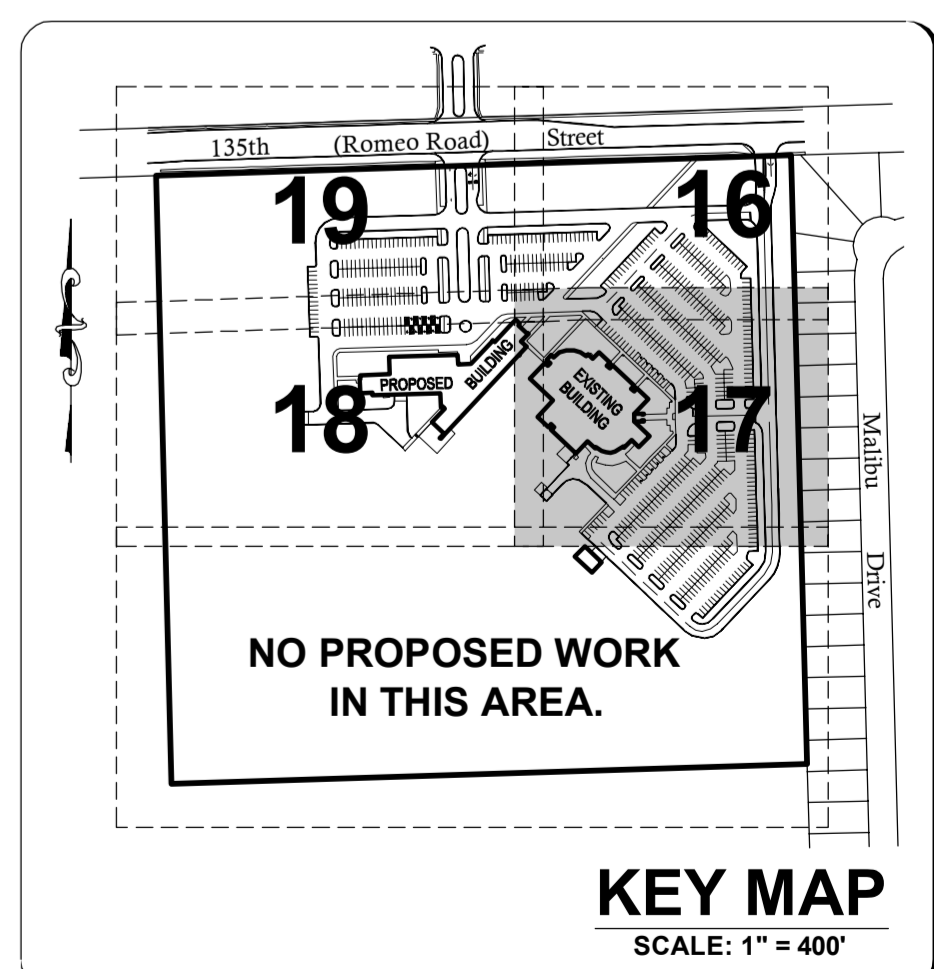 135th (Romeo Road) Street
19
16
PROPOSED BUILDING
EXISTING
BUILDING
18
17
Malibu Drive
NO PROPOSED WORK
IN THIS AREA.
KEY MAP
SCALE: 1" = 400'